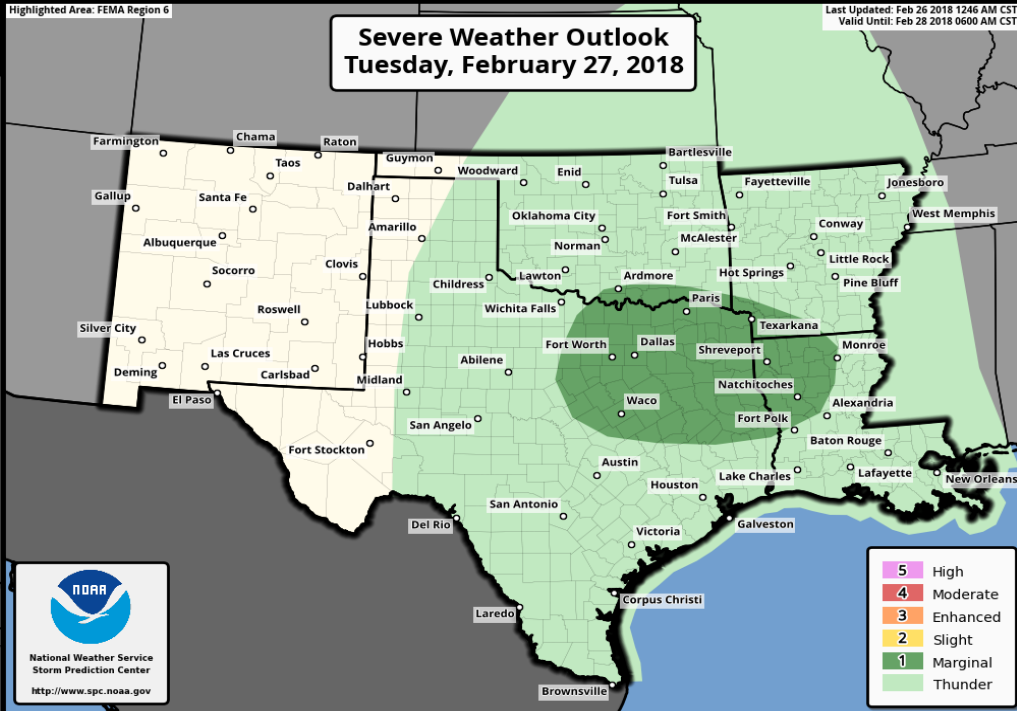 Highlighted Area: FEMA Region 6
Last Updated: Feb 26 2018 1246 AM CST
Valid Until: Feb 28 2018 0600 AM CST
Severe Weather Outlook
Tuesday, February 27, 2018
Farmington
Chama
Raton
Taos
Guymon
Woodward
Enid
Bartlesville
Tulsa
Fayetteville
Jonesboro
Gallup
Santa Fe
Dalhart
Oklahoma City
Fort Smith
West Memphis
Albuquerque
Amarillo
Norman
McAlester
Conway
Socorro
Clovis
Childress
Lawton
Ardmore
Hot Springs
Little Rock
Pine Bluff
Roswell
Lubbock
Wichita Falls
Paris
Texarkana
Silver City
Las Cruces
Hobbs
Fort Worth
Dallas
Shreveport
Monroe
Deming
Carlsbad
Midland
Abilene
Natchitoches
El Paso
San Angelo
Waco
Fort Polk
Alexandria
Fort Stockton
Baton Rouge
Austin
Lake Charles
Lafayette
New Orleans
San Antonio
Houston
Del Rio
Victoria
Galveston
Laredo
Corpus Christi
Brownsville
NOAA
National Weather Service
Storm Prediction Center
http://www.spc.noaa.gov
5 High
4 Moderate
3 Enhanced
2 Slight
1 Marginal
Thunder